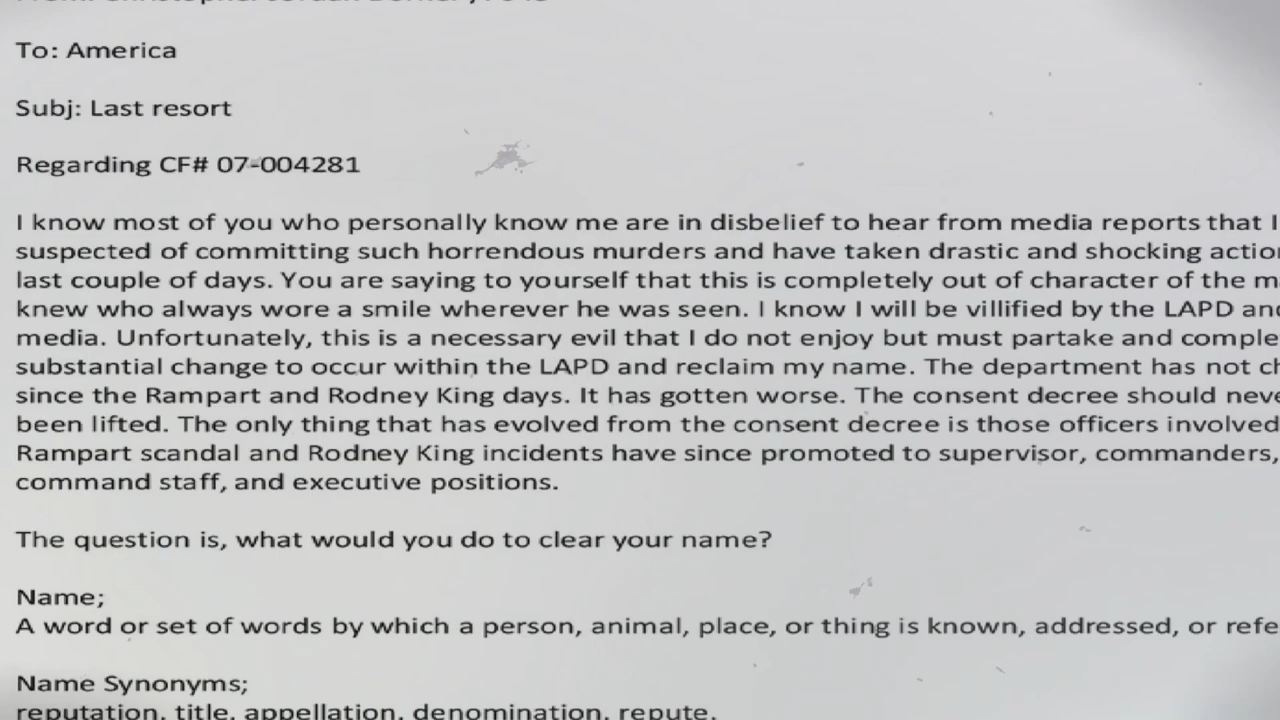 To: America
Subj: Last resort
Regarding CF# 07-004281
I know most of you who personally know me are in disbelief to hear from media reports that I
suspected of committing such horrendous murders and have taken drastic and shocking
last couple of days. You are saying to yourself that this is completely out of character of the
knew who always wore a smile wherever he was seen. I know I will be villified by the LAPD
media. Unfortunately, this is a necessary evil that I do not enjoy but must partake and
substantial change to occur within the LAPD and reclaim my name. The department has not
since the Rampart and Rodney King days. It has gotten worse. The consent decree should
been lifted. The only thing that has evolved from the consent decree is those officers involved
Rampart scandal and Rodney King incidents have since promoted to supervisor, commanders,
command staff, and executive positions.
The question is, what would you do to clear your name?
Name;
A word or set of words by which a person, animal, place, or thing is known, addressed, or
Name Synonyms;
reputation, title, appellation, denomination, repute.